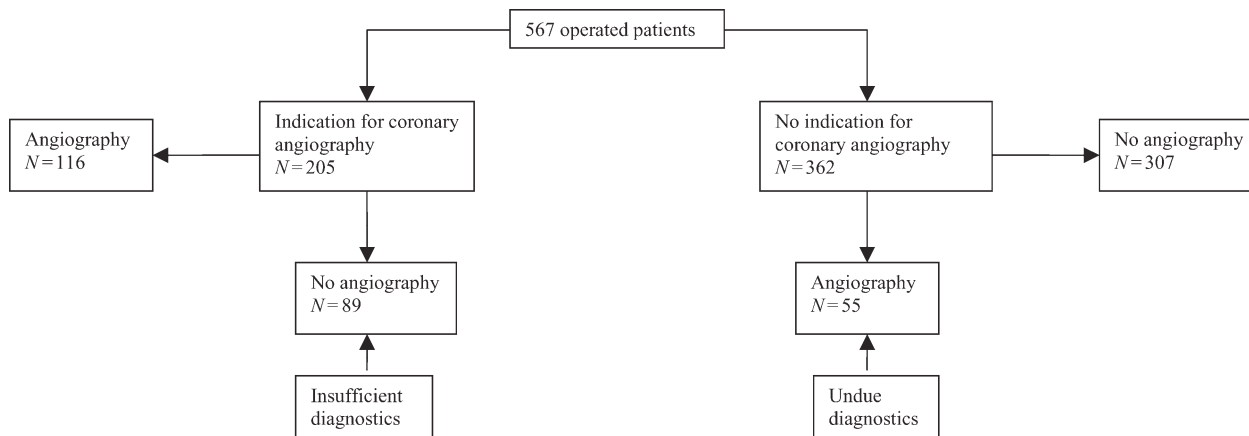 567 operated patients
Indication for coronary
angiography
N=205
No indication for
coronary angiography
N=362
Angiography
N=116
No angiography
N=307
No angiography
N=89
Angiography
N=55
Insufficient
diagnostics
Undue
diagnostics